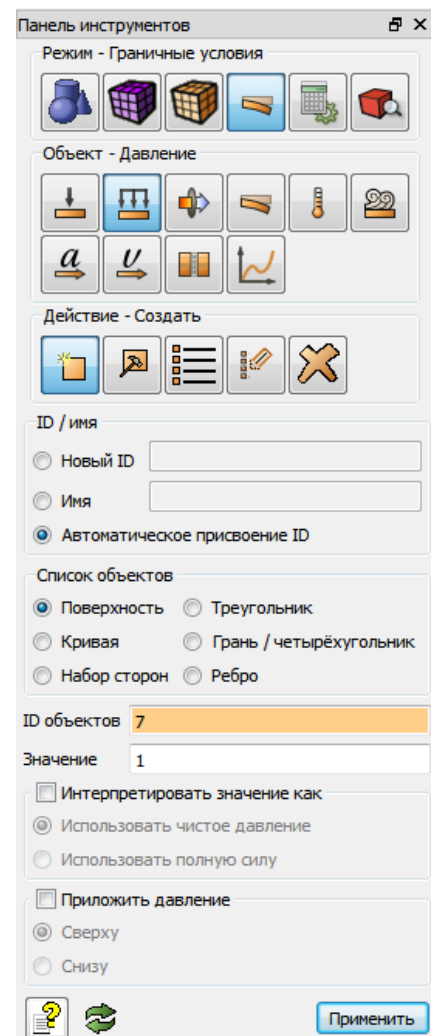 Панель инструментов
Режим - Граничные условия
Объект - Давление
a
υ
Действие - Создать
ID / имя
Новый ID
Имя
Автоматическое присвоение ID
Список объектов
Поверхность Треугольник
Кривая Грань / четырёхугольник
Набор сторон Ребро
ID объектов 7
Значение 1
Интерпретировать значение как
Использовать чистое давление
Использовать полную силу
Приложить давление
Сверху
Снизу
Применить